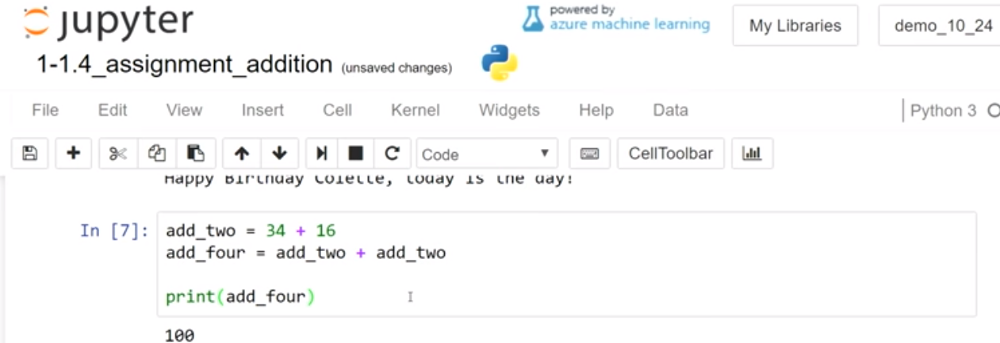 jupyter
powered by
azure machine learning
My Libraries
demo_10_24
1-1.4_assignment_addition (unsaved changes)
File Edit View Insert Cell Kernel Widgets Help Data Python 3
Code CellToolbar
Happy Birthday Colette, today is the day!
In [7]: add_two = 34 + 16
add_four = add_two + add_two
print(add_four)
100